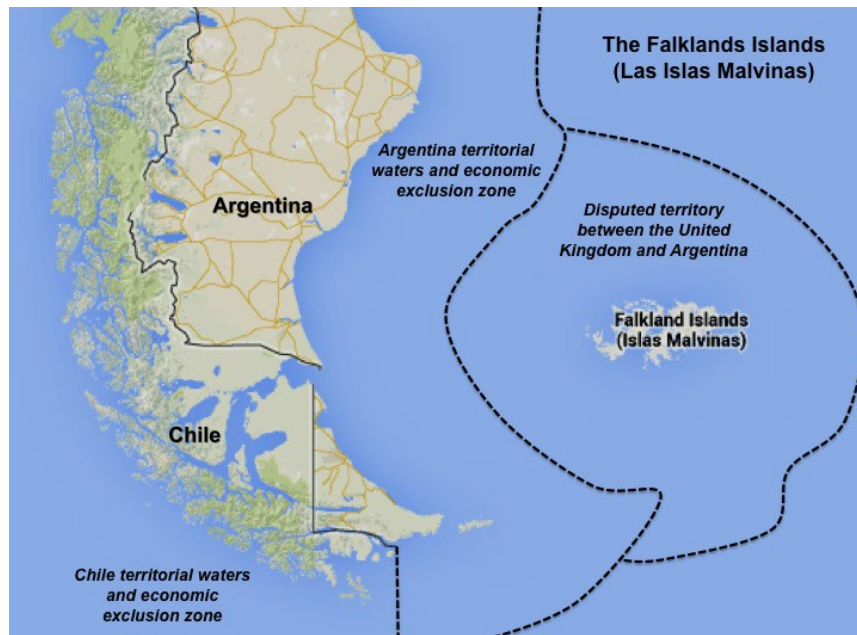 The Falklands Islands
(Las Islas Malvinas)
Argentina territorial
waters and economic
exclusion zone
Argentina
Disputed territory
between the United
Kingdom and Argentina
Falkland Islands
(Islas Malvinas)
Chile
Chile territorial waters
and economic
exclusion zone